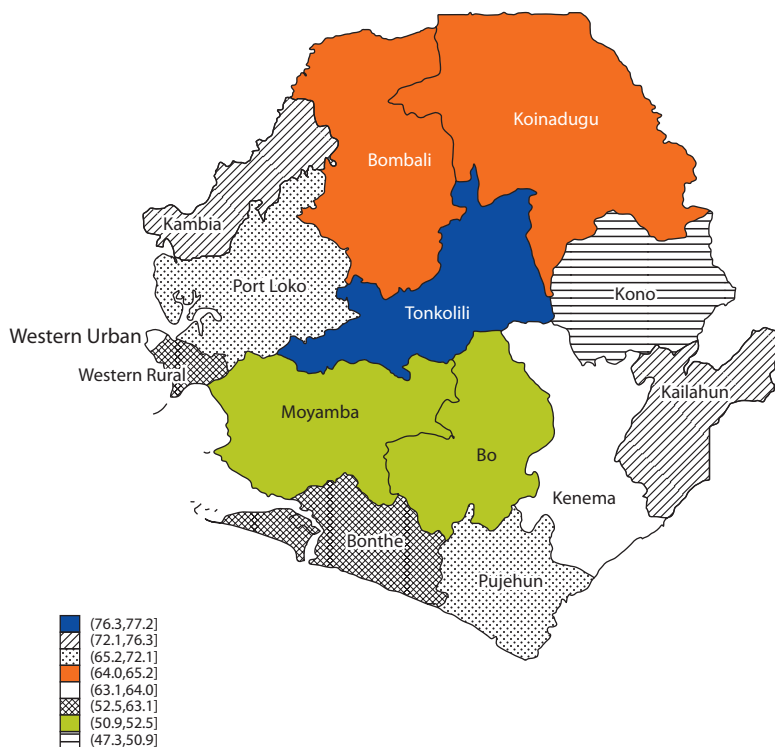 Koinadugu
Bombali
Kambia
Port Loko
Kono
Tonkolili
Western Urban
Western Rural
Kailahun
Moyamba
Bo
Kenema
Bonthe
Pujehun
(76.3,77.2]
(72.1,76.3]
(65.2,72.1]
(64.0,65.2]
(63.1,64.0]
(52.5,63.1]
(50.9,52.5]
(47.3,50.9]